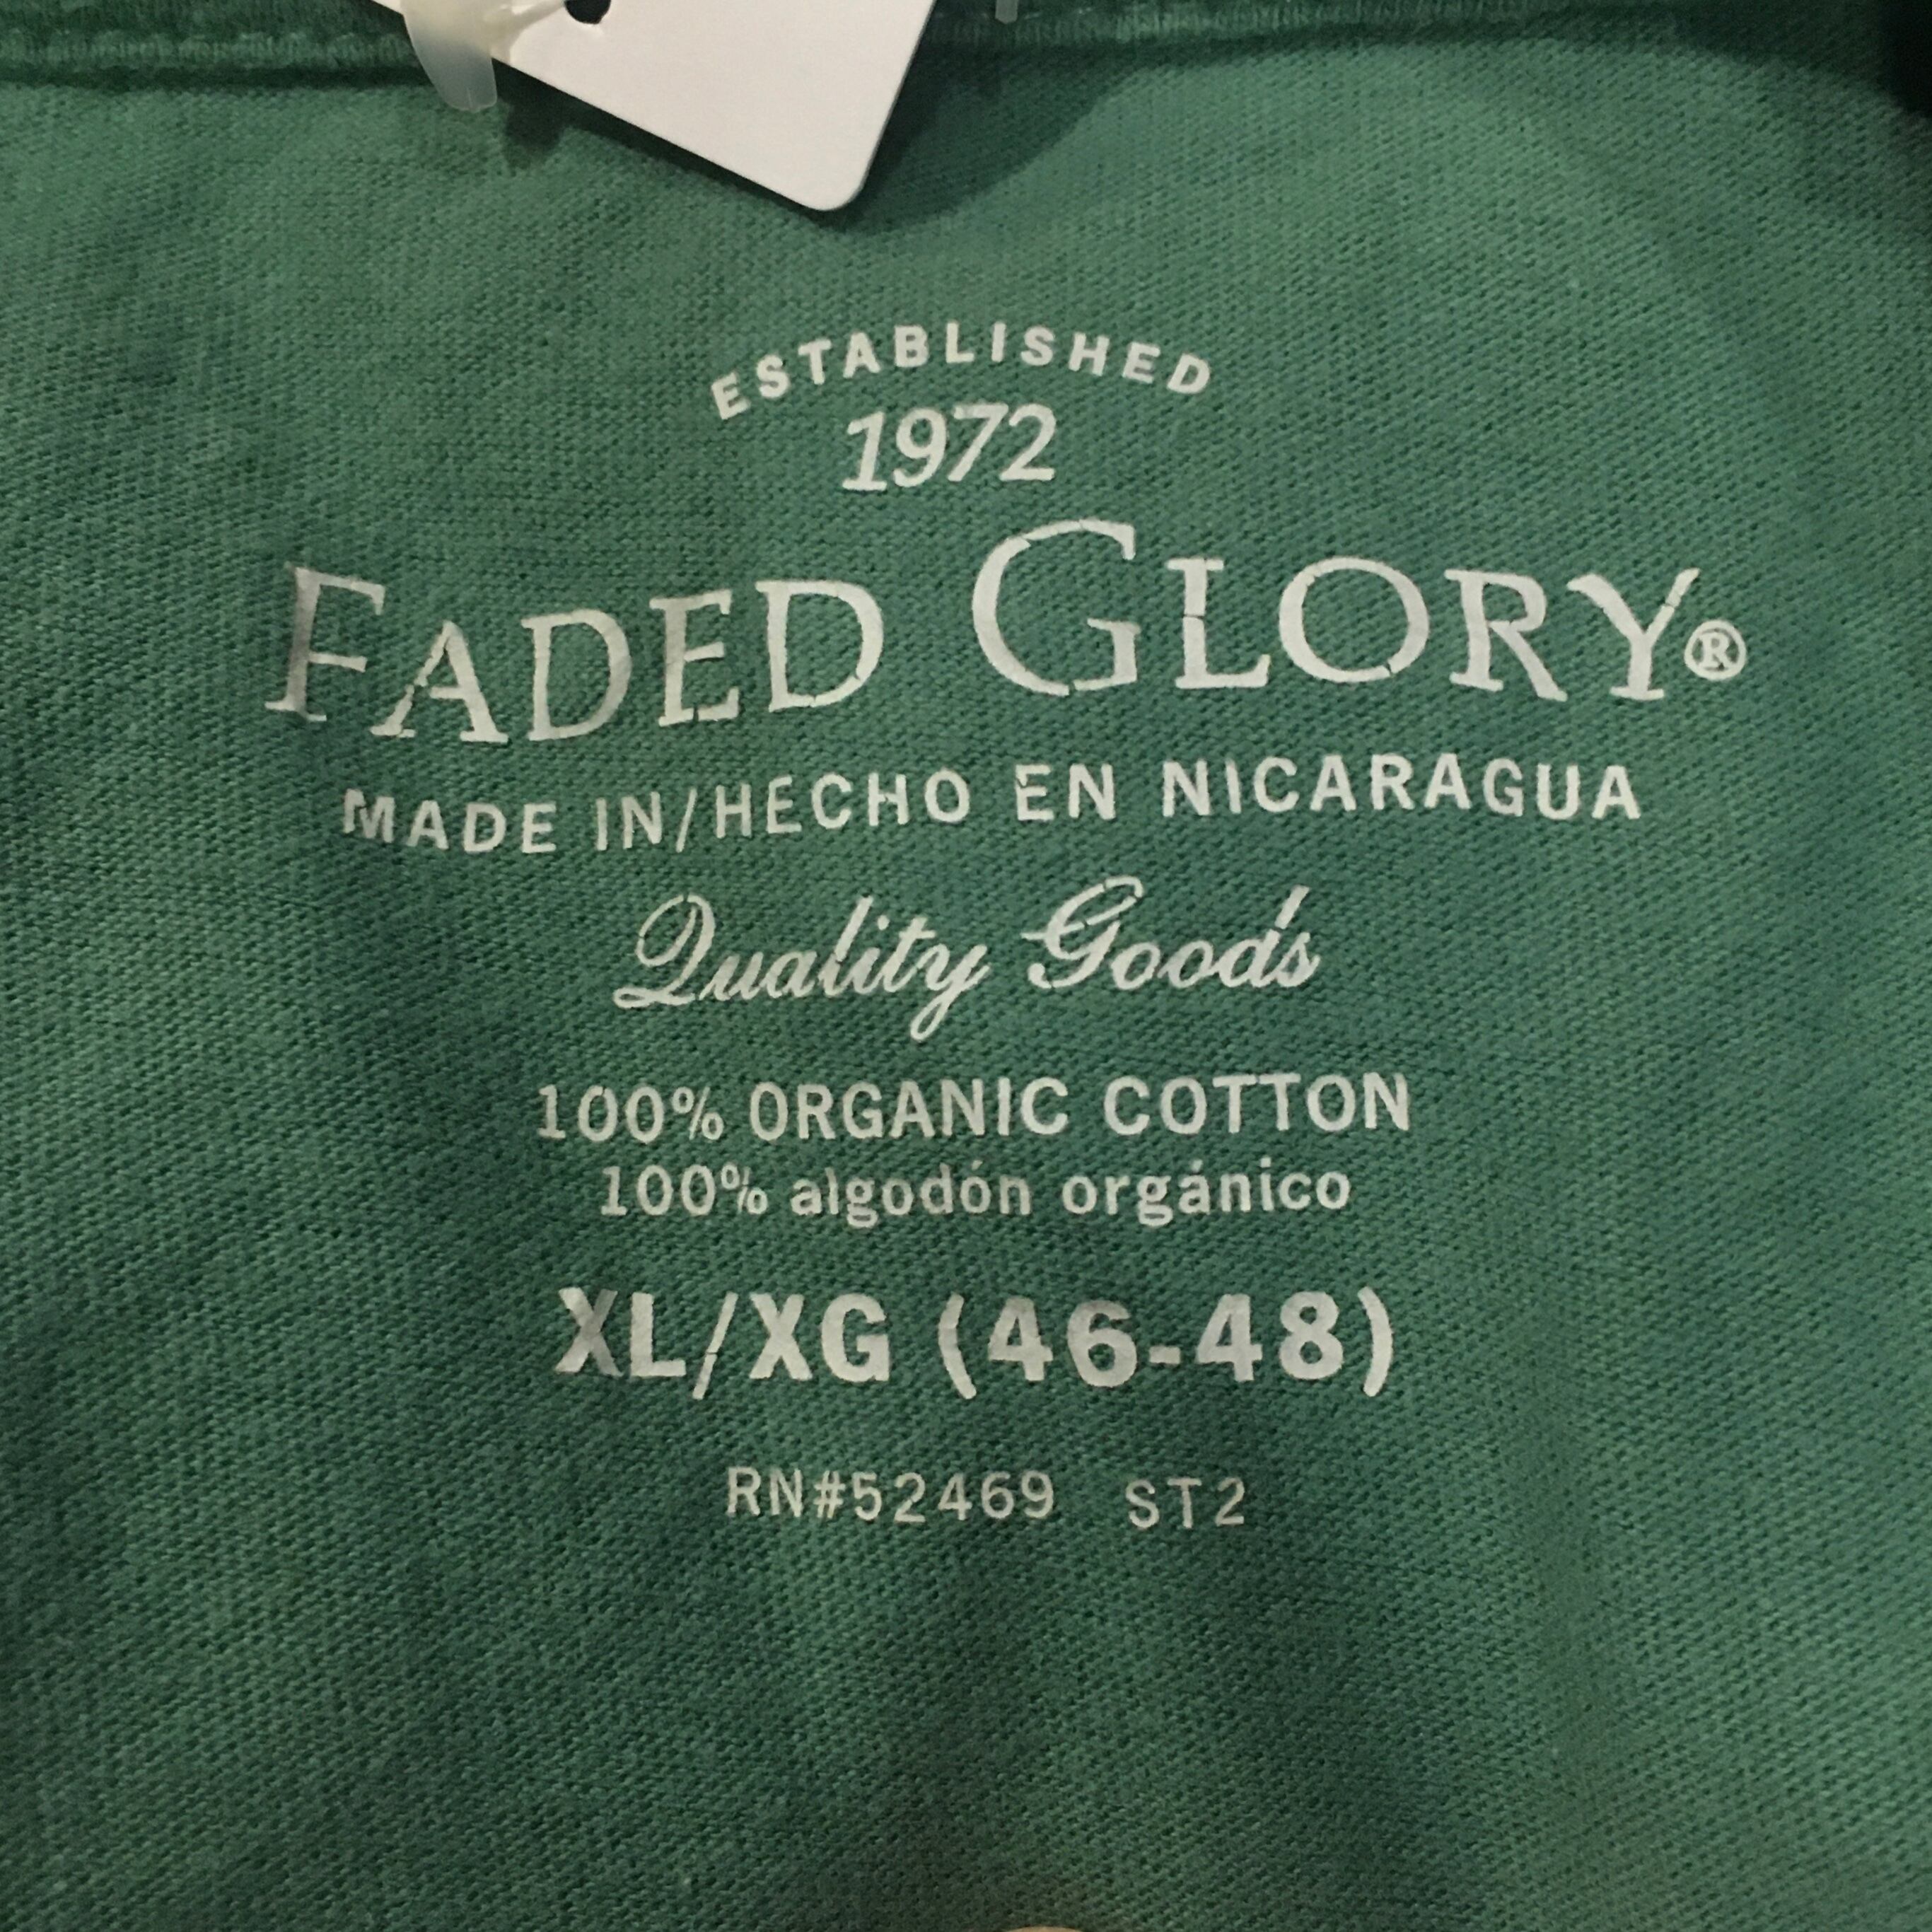 ESTABLISHED
1972
FADED GLORY®
MADE IN/HECHO EN NICARAGUA
Quality Goods
100% ORGANIC COTTON
100% algodón orgánico
XL/XG (46-48)
RN#52469 ST2